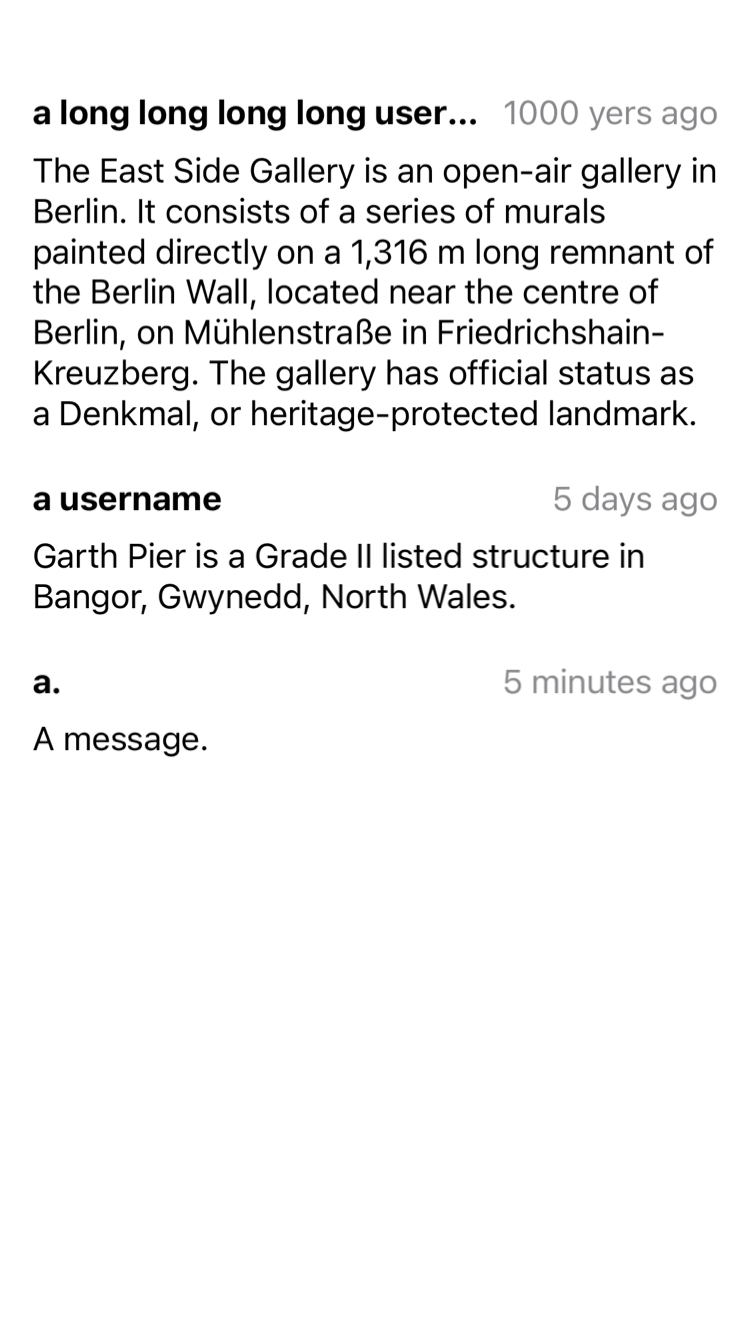 a long long long long user... 1000 yers ago
The East Side Gallery is an open-air gallery in
Berlin. It consists of a series of murals
painted directly on a 1,316 m long remnant of
the Berlin Wall, located near the centre of
Berlin, on Mühlenstraße in Friedrichshain-
Kreuzberg. The gallery has official status as
a Denkmal, or heritage-protected landmark.
a username 5 days ago
Garth Pier is a Grade II listed structure in
Bangor, Gwynedd, North Wales.
a. 5 minutes ago
A message.